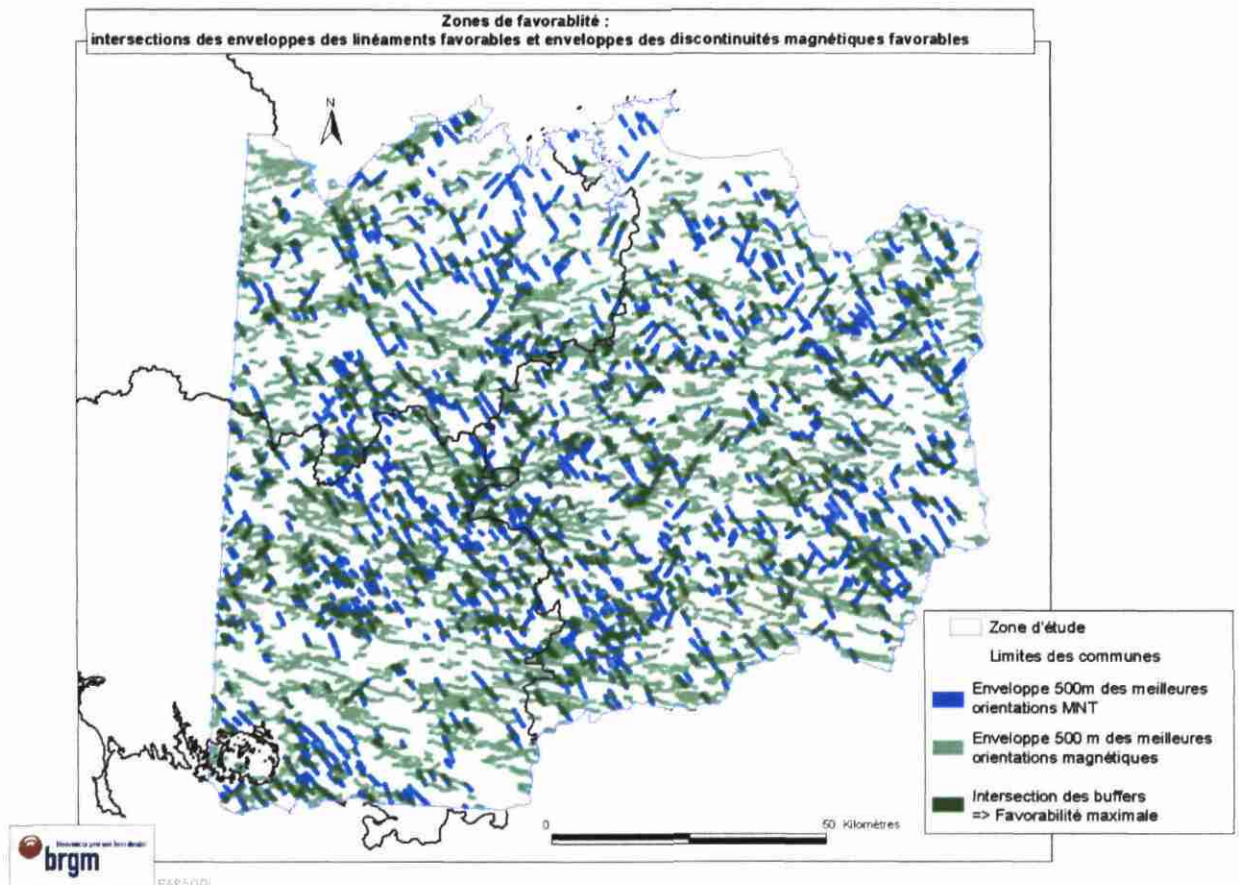 Zones de favorablité :
intersections des enveloppes des linéaments favorables et enveloppes des discontinuités magnétiques favorables
N
Zone d'étude
Limites des communes
Enveloppe 500m des meilleures
orientations MNT
Enveloppe 500 m des meilleures
orientations magnétiques
Intersection des buffers
=> Favorabilité maximale
0
50 Kilomètres
brgm